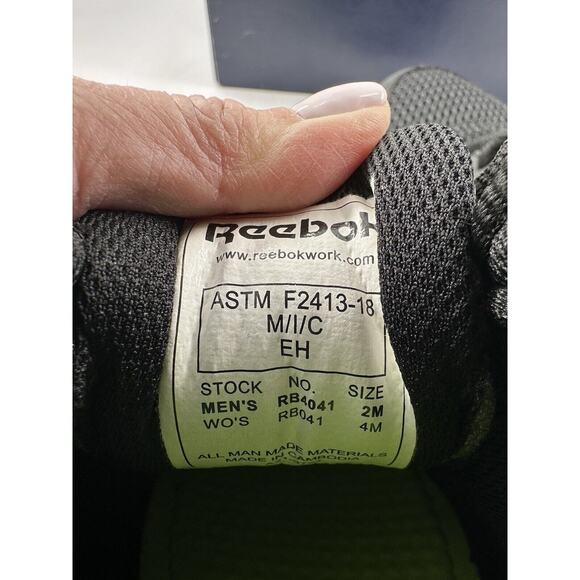 Reebok
www.reebokwork.com
ASTM F2413-18
M/I/C
EH
STOCK NO. SIZE
MEN'S RB4041 2M
WO'S RB041 4M
ALL MAN MADE MATERIALS
MADE IN CAMBODIA